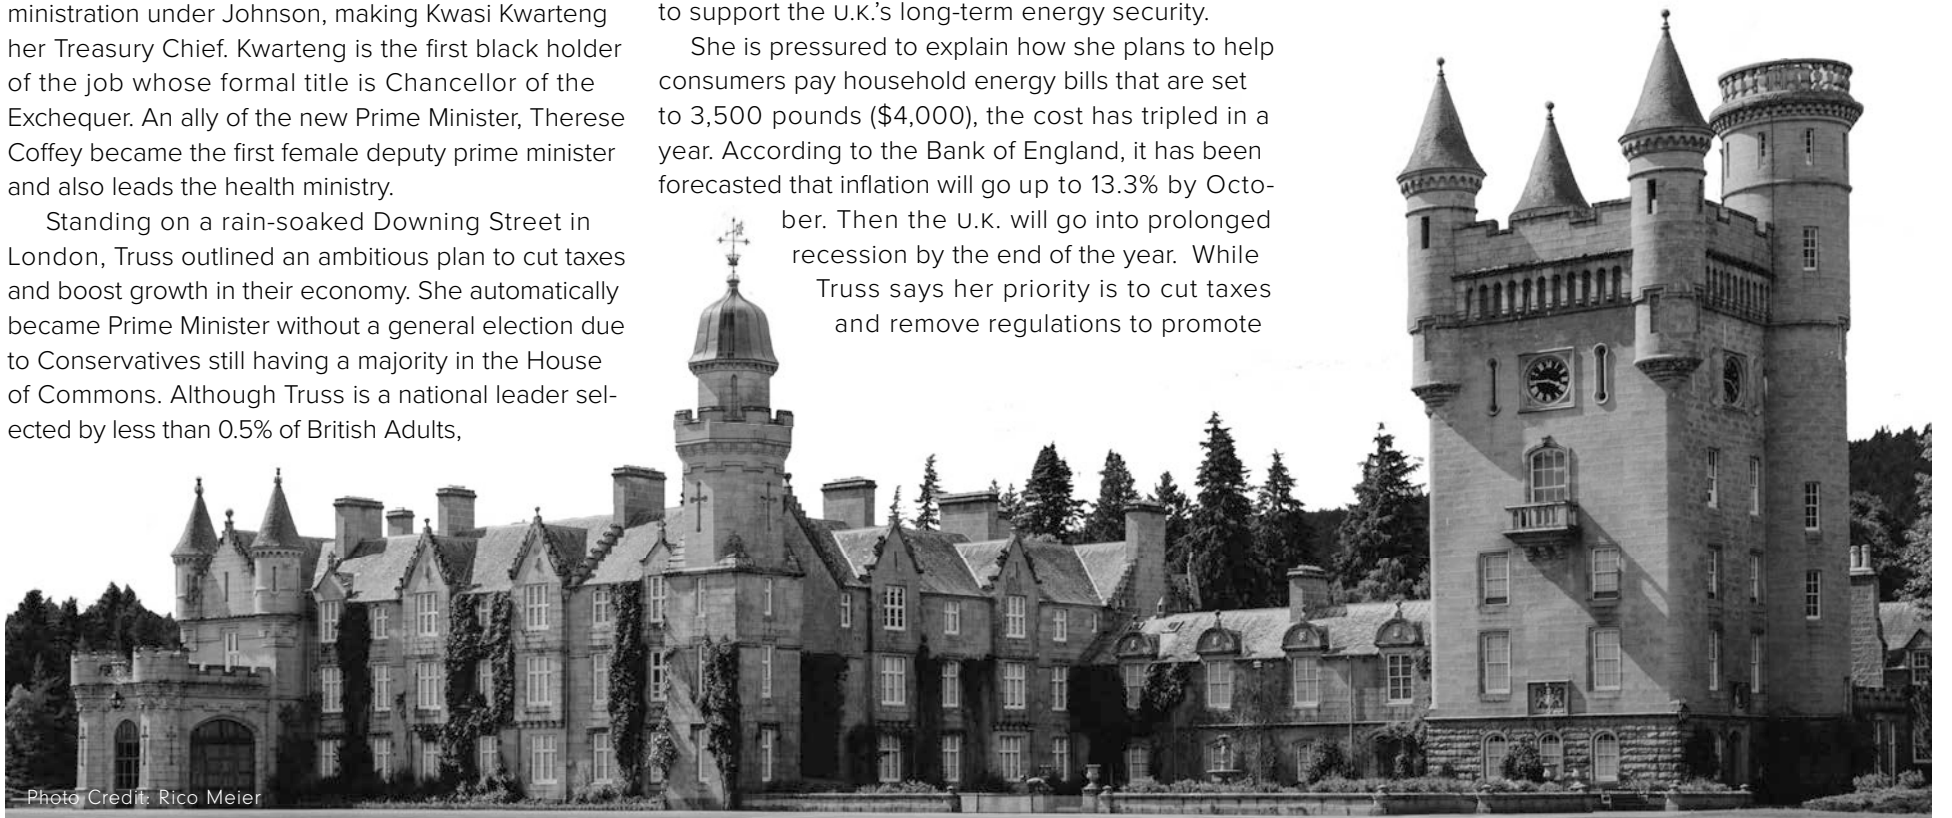 ministration under Johnson, making Kwasi Kwarteng
her Treasury Chief. Kwarteng is the first black holder
of the job whose formal title is Chancellor of the
Exchequer. An ally of the new Prime Minister, Therese
Coffey became the first female deputy prime minister
and also leads the health ministry.
Standing on a rain-soaked Downing Street in
London, Truss outlined an ambitious plan to cut taxes
and boost growth in their economy. She automatically
became Prime Minister without a general election due
to Conservatives still having a majority in the House
of Commons. Although Truss is a national leader sel-
ected by less than 0.5% of British Adults,
to support the U.K.'s long-term energy security.
She is pressured to explain how she plans to help
consumers pay household energy bills that are set
to 3,500 pounds ($4,000), the cost has tripled in a
year. According to the Bank of England, it has been
forecasted that inflation will go up to 13.3% by Octo-
ber. Then the U.K. will go into prolonged
recession by the end of the year. While
Truss says her priority is to cut taxes
and remove regulations to promote
Photo Credit: Rico Meier